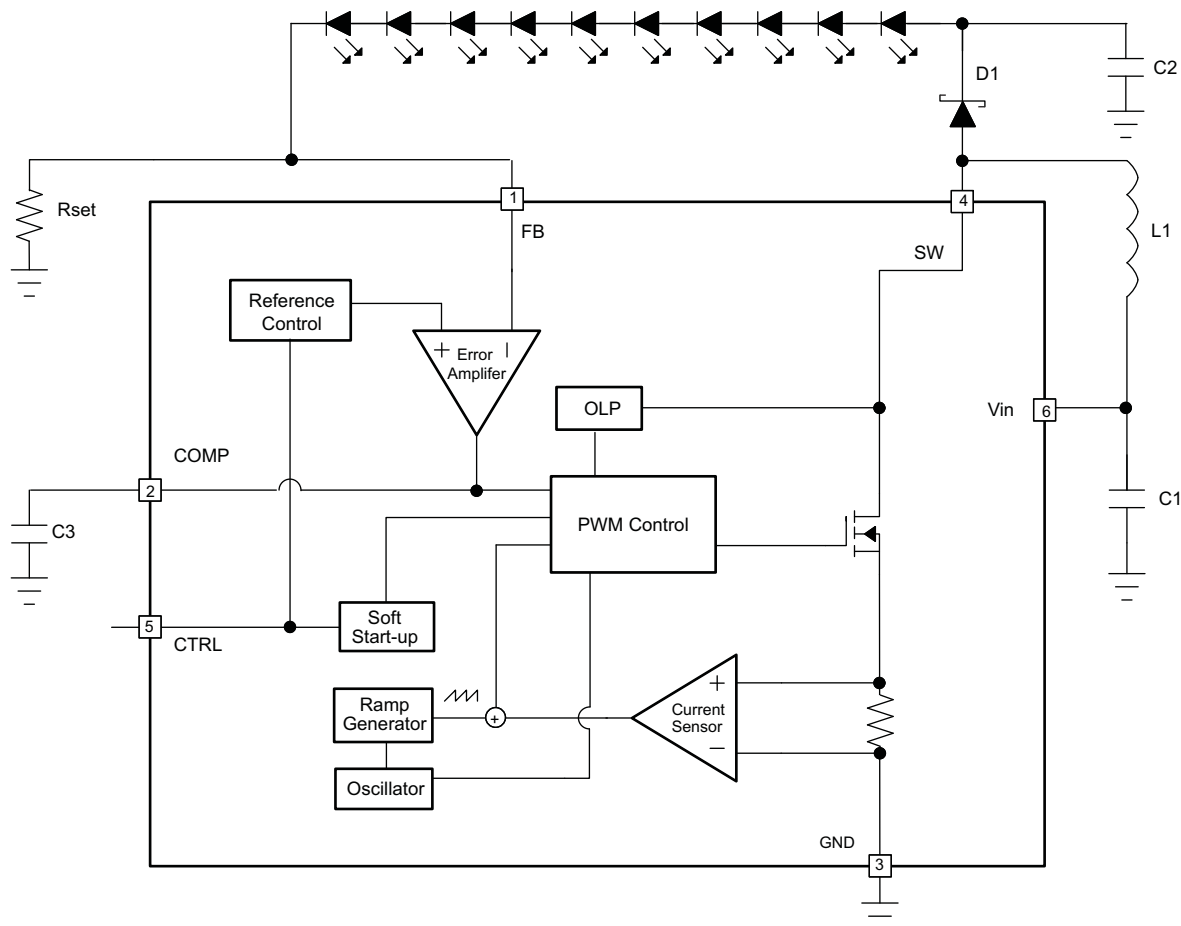 D1
C2
Rset
1
4
FB
L1
SW
Reference
Control
+
Error
Amplifer
OLP
Vin
6
COMP
2
C1
PWM Control
C3
Soft
Start-up
5
CTRL
+
Current
Sensor
−
Ramp
Generator
+
Oscillator
GND
3